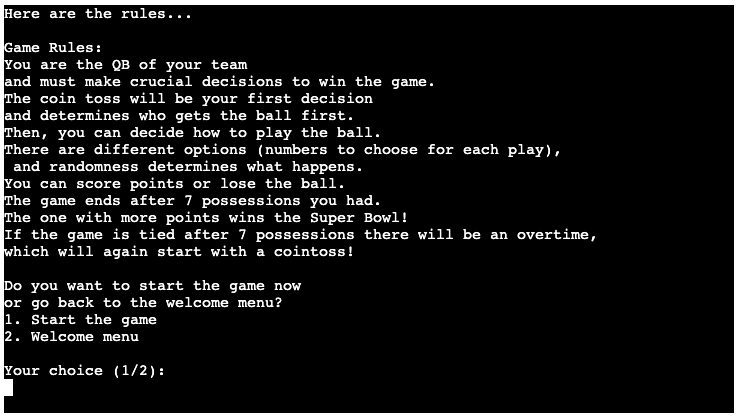 Here are the rules...
Game Rules:
You are the QB of your team
and must make crucial decisions to win the game.
The coin toss will be your first decision
and determines who gets the ball first.
Then, you can decide how to play the ball.
There are different options (numbers to choose for each play),
and randomness determines what happens.
You can score points or lose the ball.
The game ends after 7 possessions you had.
The one with more points wins the Super Bowl!
If the game is tied after 7 possessions there will be an overtime,
which will again start with a cointoss!
Do you want to start the game now
or go back to the welcome menu?
1. Start the game
2. Welcome menu
Your choice (1/2):